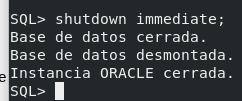 SQL> shutdown immediate;
Base de datos cerrada.
Base de datos desmontada.
Instancia ORACLE cerrada.
SQL>